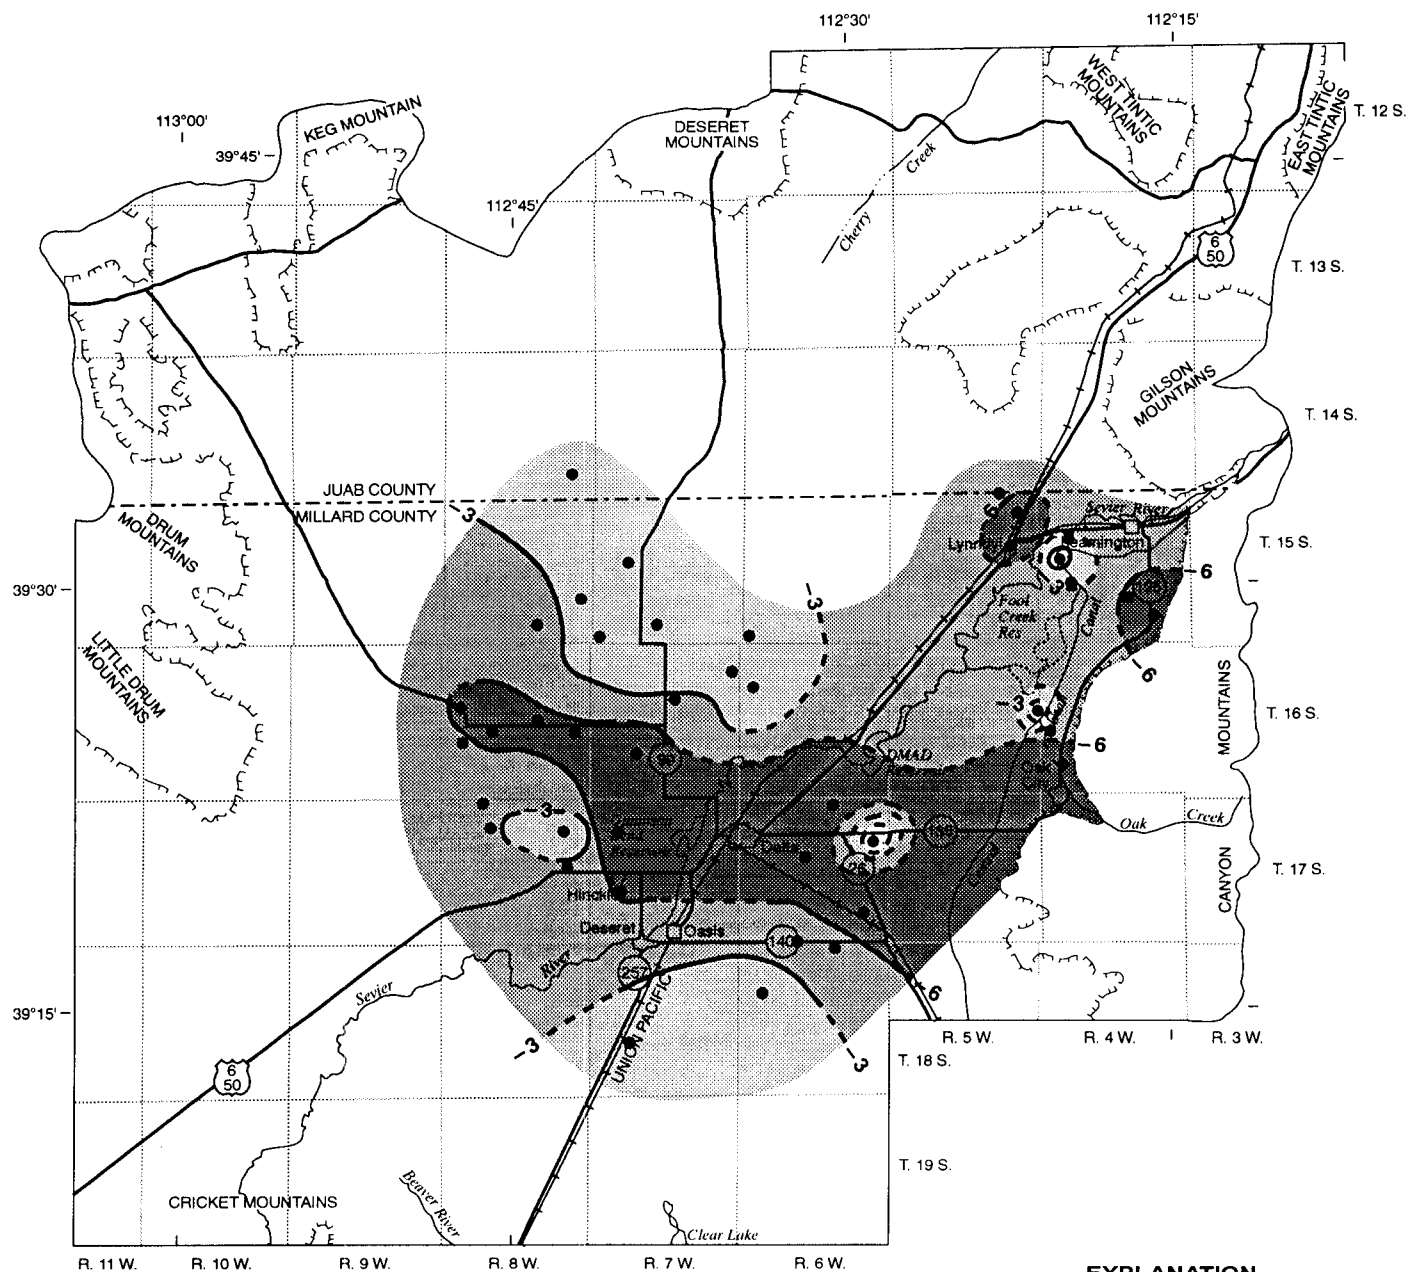 112°30'
112°15'
WEST TINTIC
MOUNTAINS
EAST TINTIC
MOUNTAINS
T. 12 S.
113°00'
KEG MOUNTAIN
DESERET
MOUNTAINS
39°45'
Cherry
Creek
112°45'
6
50
T. 13 S.
GILSON
MOUNTAINS
T. 14 S.
JUAB COUNTY
MILLARD COUNTY
-3
DRUM
MOUNTAINS
6
Sevier River
Leamington
T. 15 S.
39°30'
-3
-6
3
Fool
Creek
Res
Canal
-6
LITTLE DRUM
MOUNTAINS
-3
MOUNTAINS
T. 16 S.
-6
DMAD
Oak
-3
Delta
26
Oak Creek
CANYON
T. 17 S.
Deseret
Oasis
140
257
River
Sevier
-6
39°15'
-3
-3
UNION PACIFIC
R. 5 W.
R. 4 W.
R. 3 W.
T. 18 S.
6
50
T. 19 S.
CRICKET MOUNTAINS
Beaver River
Clear Lake
R. 11 W.
R. 10 W.
R. 9 W.
R. 8 W.
R. 7 W.
R. 6 W.
EXPLANATION